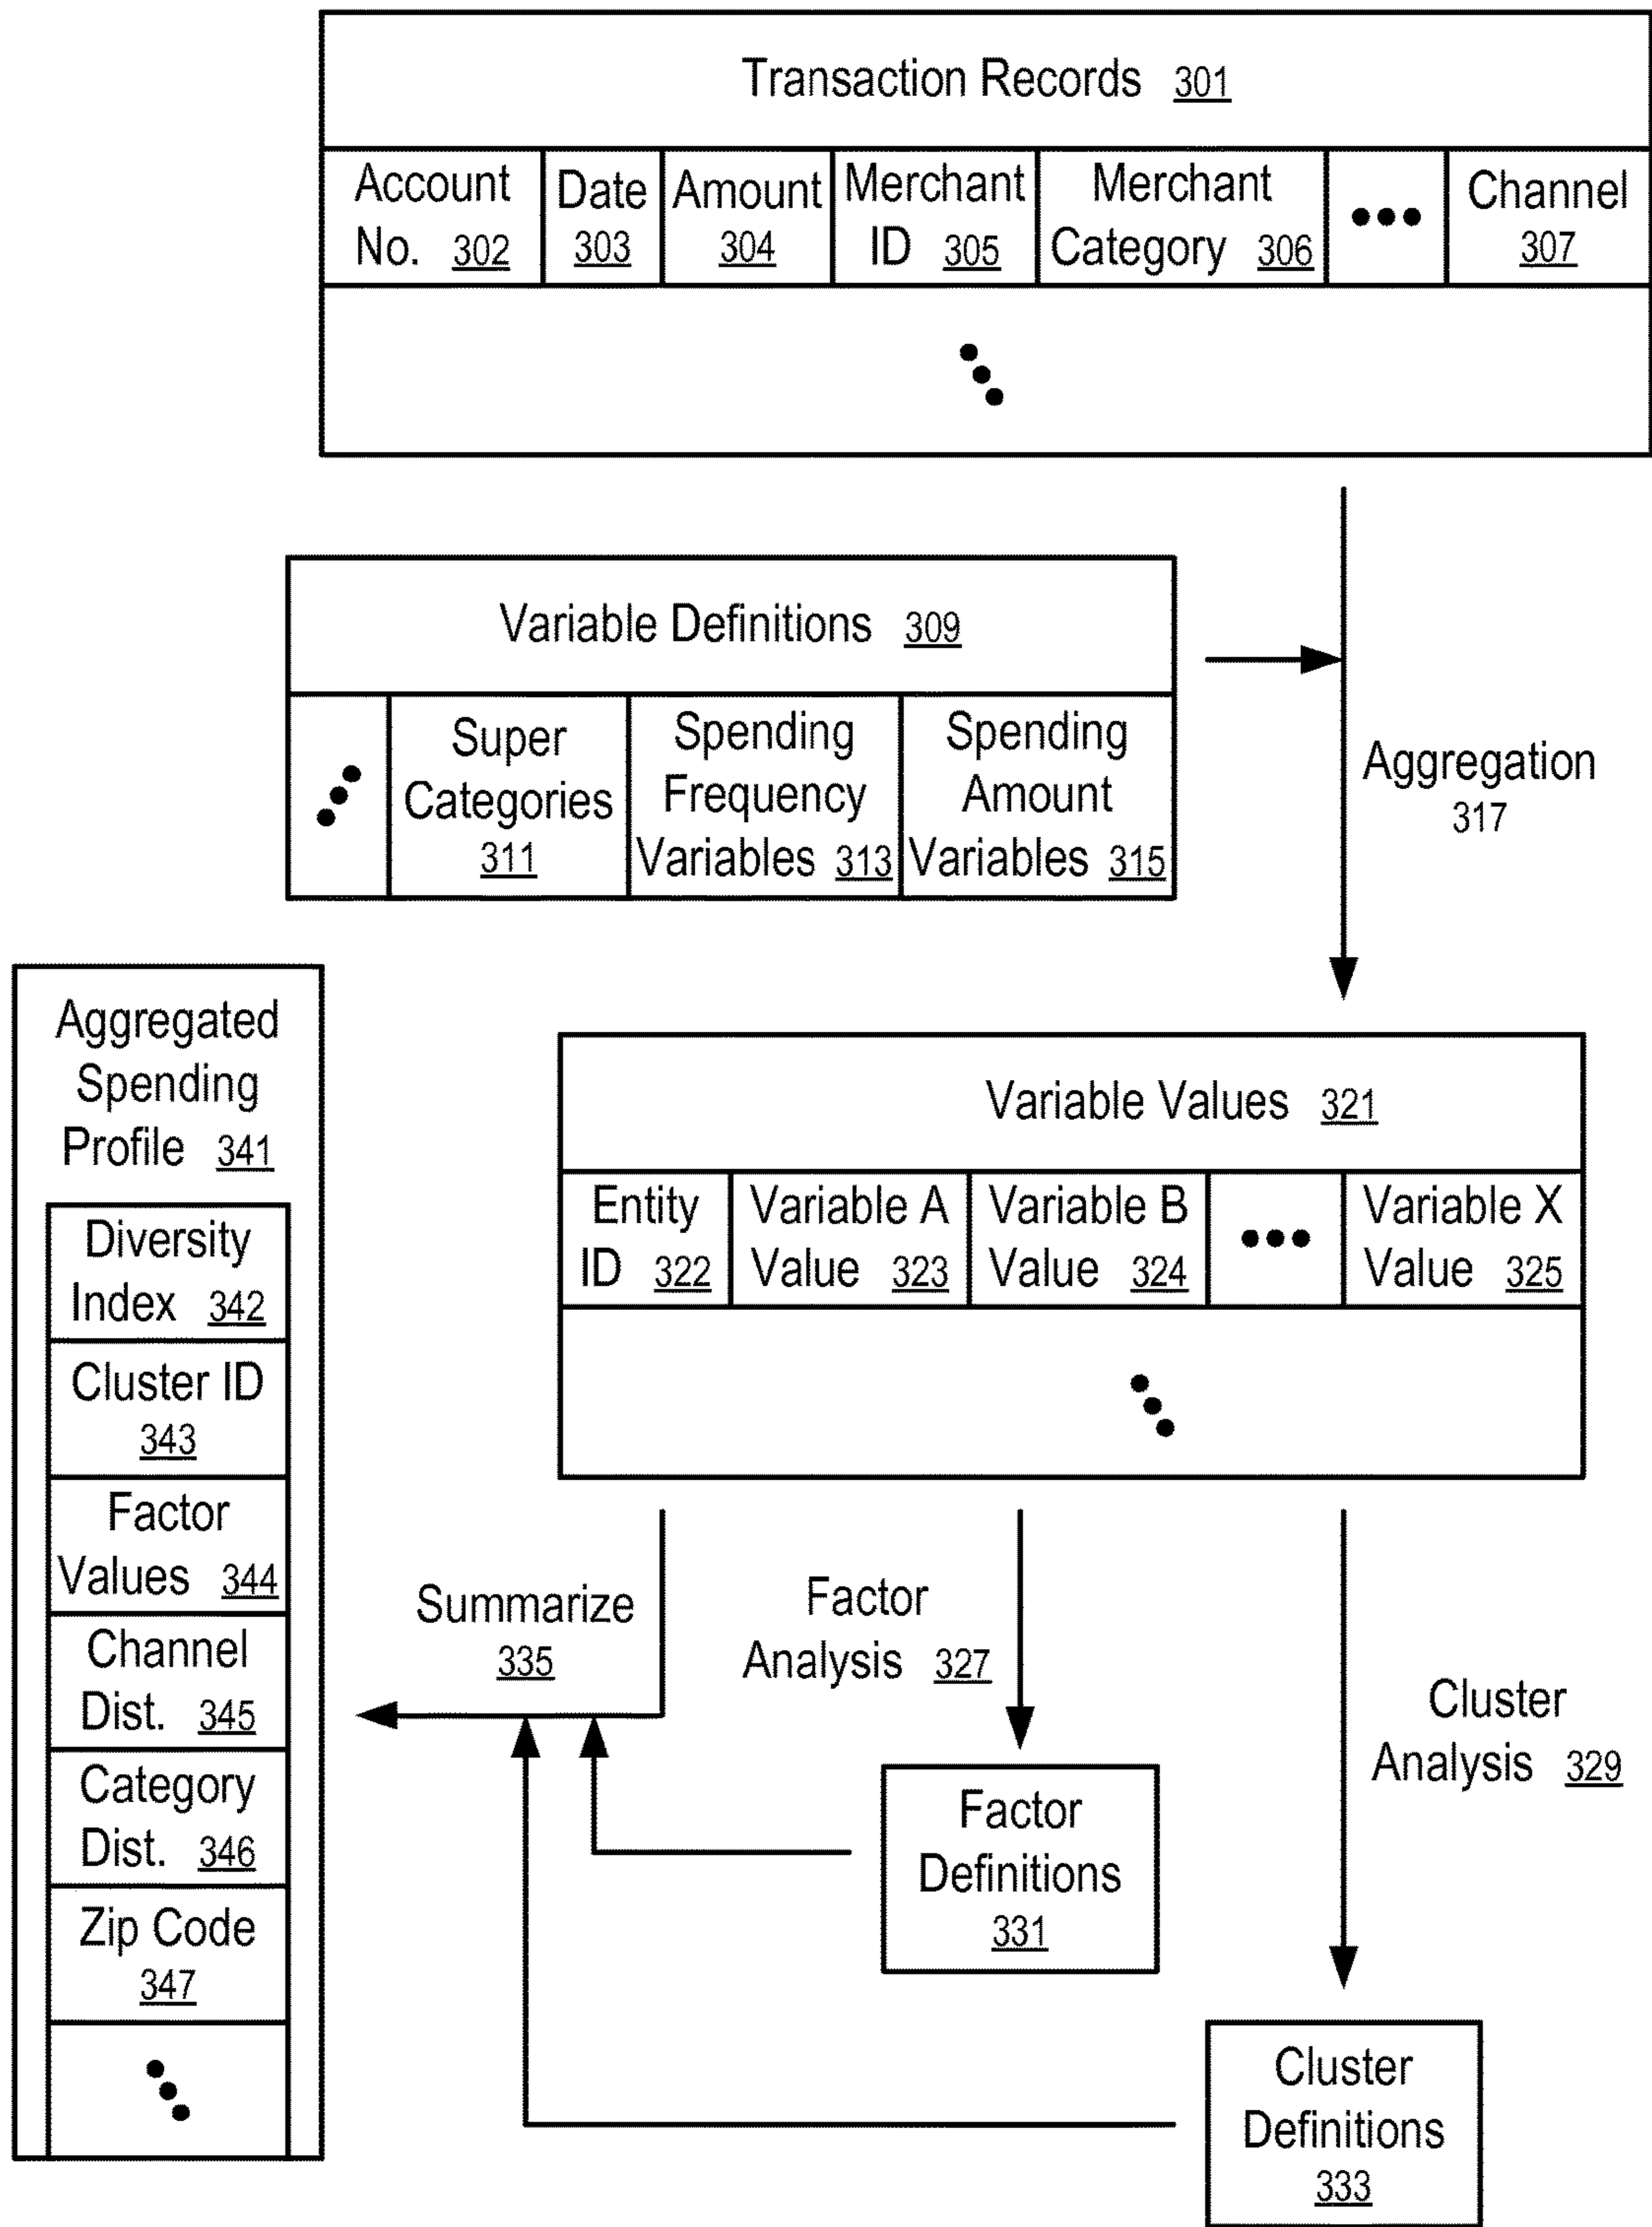 Transaction Records 301
Account
No. 302
Date
303
Amount
304
Merchant
ID 305
Merchant
Category 306
•••
Channel
307
Variable Definitions 309
Super
Categories
311
Spending
Frequency
Variables 313
Spending
Amount
Variables 315
Aggregation
317
Aggregated
Spending
Profile 341
Diversity
Index 342
Cluster ID
343
Factor
Values 344
Channel
Dist. 345
Category
Dist. 346
Zip Code
347
Variable Values 321
Entity
ID 322
Variable A
Value 323
Variable B
Value 324
•••
Variable X
Value 325
Summarize
335
Factor
Analysis 327
Cluster
Analysis 329
Factor
Definitions
331
Cluster
Definitions
333